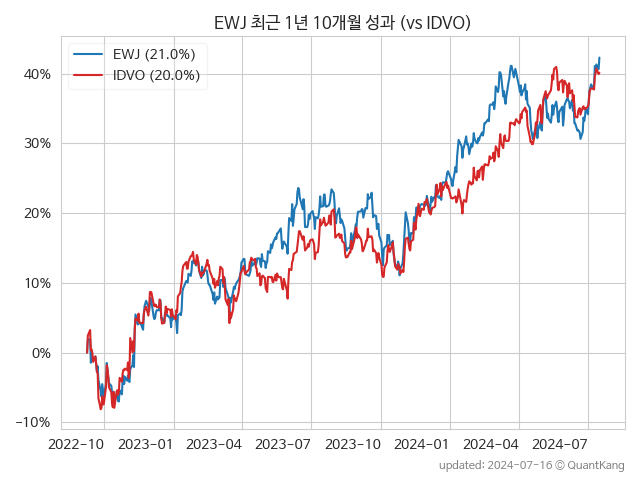 EWJ 최근 1년 10개월 성과 (vs IDVO)
EWJ (21.0%)
IDVO (20.0%)
40%
30%
20%
10%
0%
−10%
2022-10 2023-01 2023-04 2023-07 2023-10 2024-01 2024-04 2024-07
updated: 2024-07-16 © QuantKang